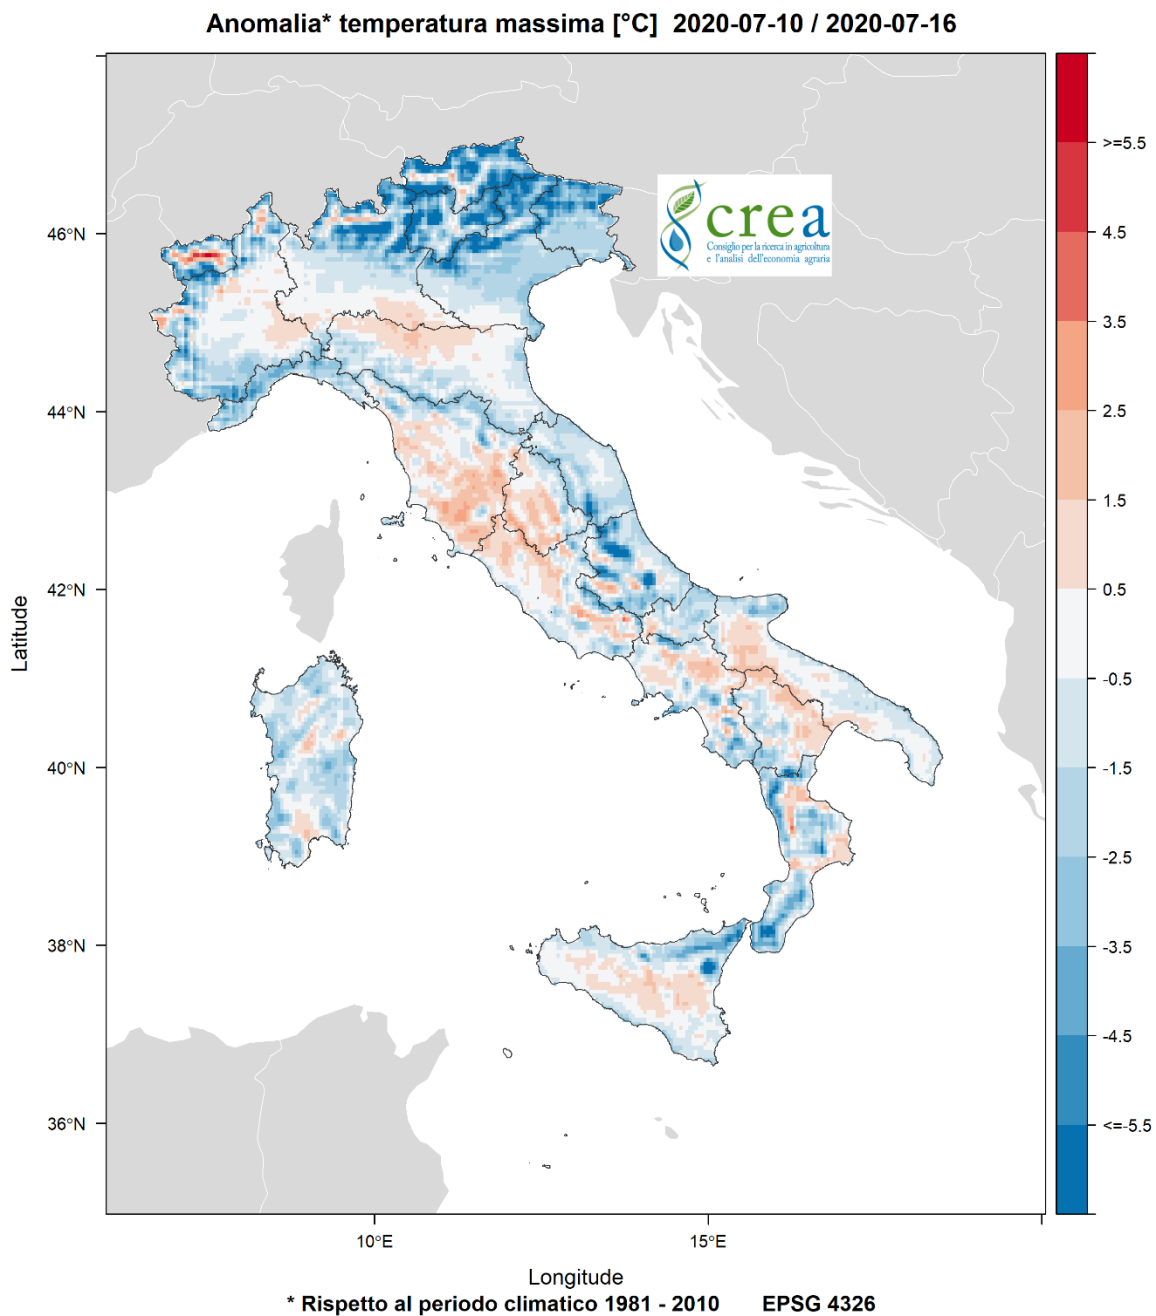 Anomalia* temperatura massima [°C]  2020-07-10 / 2020-07-16
>=5.5
4.5
3.5
2.5
1.5
0.5
-0.5
-1.5
-2.5
-3.5
-4.5
<=-5.5
crea
Consiglio per la ricerca in agricoltura
e l'analisi dell'economia agraria
46°N
44°N
42°N
40°N
38°N
36°N
Latitude
10°E
15°E
Longitude
* Rispetto al periodo climatico 1981 - 2010 EPSG 4326